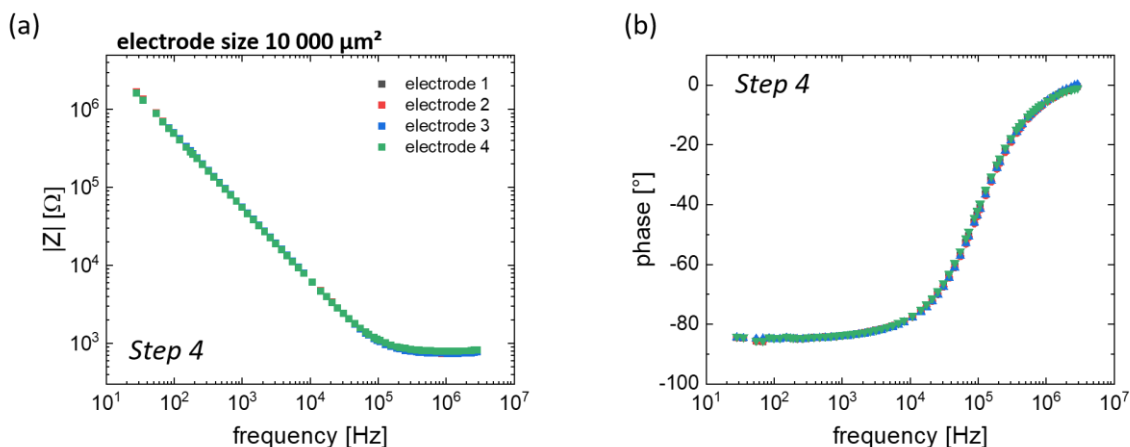 (a)
electrode size 10 000 µm²
10⁶
10⁵
10⁴
10³
|Z| [Ω]
electrode 1
electrode 2
electrode 3
electrode 4
Step 4
10¹ 10² 10³ 10⁴ 10⁵ 10⁶ 10⁷
frequency [Hz]
(b)
Step 4
0
-20
-40
-60
-80
-100
phase [°]
10¹ 10² 10³ 10⁴ 10⁵ 10⁶ 10⁷
frequency [Hz]